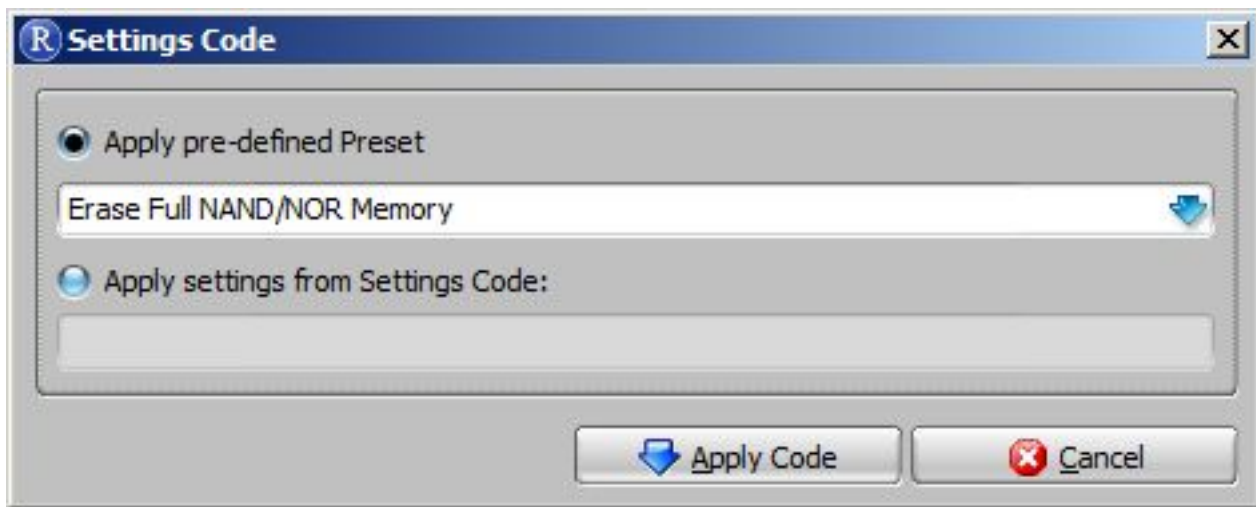 R Settings Code
Apply pre-defined Preset
Erase Full NAND/NOR Memory
Apply settings from Settings Code:
Apply Code Cancel